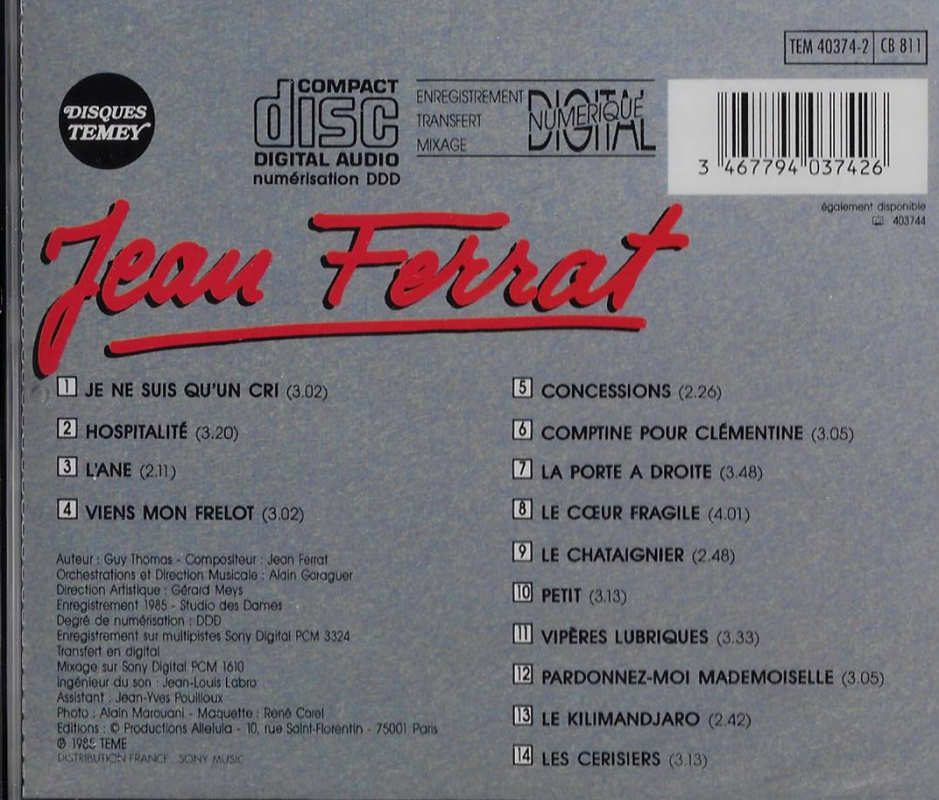 TEM 40374-2 CB 811
DISQUES
TEMEY
COMPACT
disc
DIGITAL AUDIO
numérisation DDD
ENREGISTREMENT
TRANSFERT
MIXAGE
DIGITAL
NUMERIQUE
3 467794 037426
également disponible
403744
Jean Ferrat
1 JE NE SUIS QU'UN CRI (3.02)
2 HOSPITALITÉ (3.20)
3 L'ANE (2.11)
4 VIENS MON FRELOT (3.02)
Auteur : Guy Thomas - Compositeur : Jean Ferrat
Orchestrations et Direction Musicale : Alain Goraguer
Direction Artistique : Gérard Meys
Enregistrement 1985 - Studio des Dames
Degré de numérisation : DDD
Enregistrement sur multipistes Sony Digital PCM 3324
Transfert en digital
Mixage sur Sony Digital PCM 1610
Ingénieur du son : Jean-Louis Labro
Assistant : Jean-Yves Pouilloux
Photo : Alain Marouani - Maquette : René Carel
Editions : © Productions Alleluia - 10, rue Saint-Florentin - 75001 Paris
℗ 1985 TEME
DISTRIBUTION FRANCE : SONY MUSIC
5 CONCESSIONS (2.26)
6 COMPTINE POUR CLÉMENTINE (3.05)
7 LA PORTE A DROITE (3.48)
8 LE CŒUR FRAGILE (4.01)
9 LE CHATAIGNIER (2.48)
10 PETIT (3.13)
11 VIPÈRES LUBRIQUES (3.33)
12 PARDONNEZ-MOI MADEMOISELLE (3.05)
13 LE KILIMANDJARO (2.42)
14 LES CERISIERS (3.13)